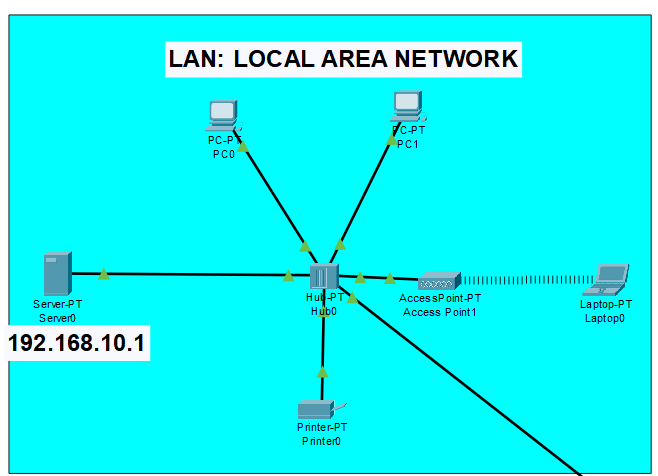 LAN: LOCAL AREA NETWORK
PC-PT
PC0
PC-PT
PC1
Server-PT
Server0
192.168.10.1
Hub-PT
Hub0
AccessPoint-PT
Access Point1
Laptop-PT
Laptop0
Printer-PT
Printer0